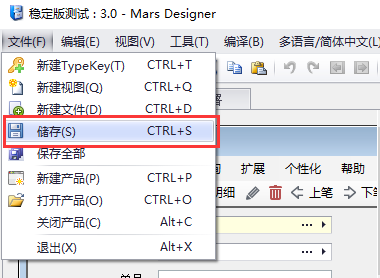 稳定版测试 : 3.0 - Mars Designer
文件(F) 编辑(E) 视图(V) 工具(T) 编译(B) 多语言/简体中文(L)
新建TypeKey(T) CTRL+T
新建视图(Q) CTRL+Q
新建文件(D) CTRL+D
储存(S) CTRL+S
保存全部
新建产品(P) CTRL+P
打开产品(O) CTRL+O
关闭产品(C) Alt+C
退出(X) Alt+X
扩展 个性化 帮助
明细 上笔